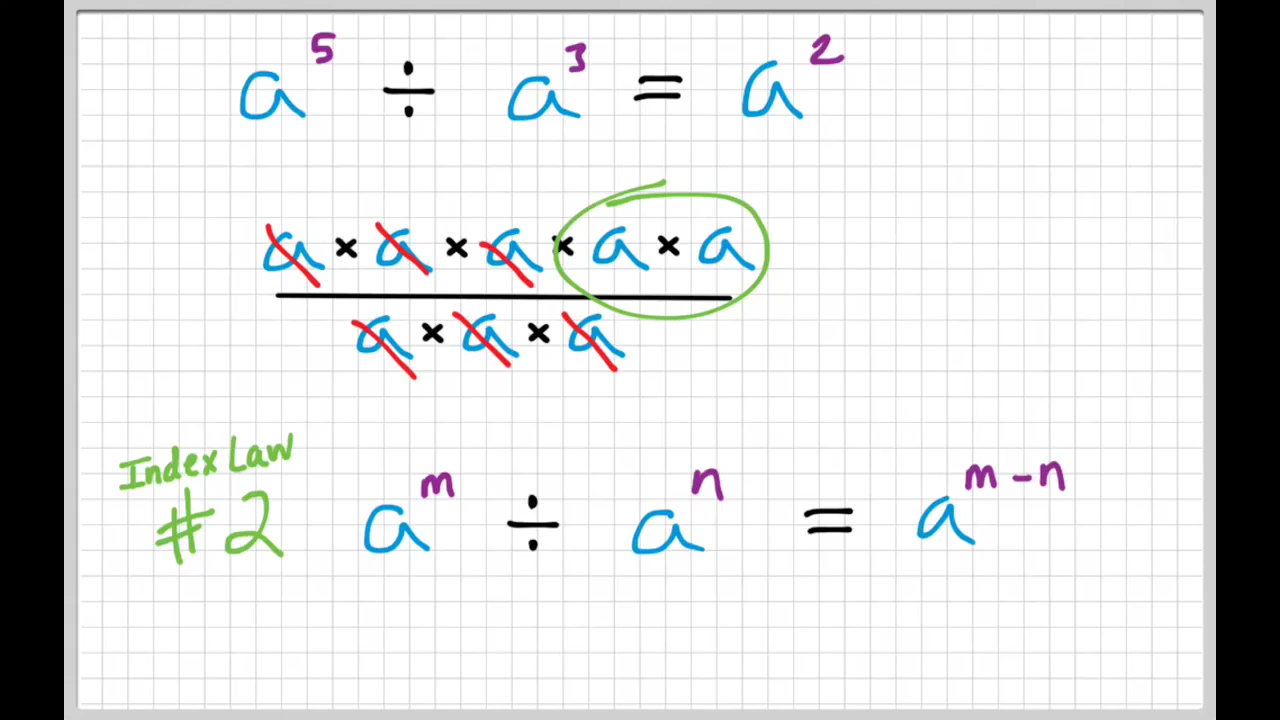 a⁵ ÷ a³ = a²
a × a × a × a × a
a × a × a
Index Law
#2 aᵐ ÷ aⁿ = aᵐ⁻ⁿ